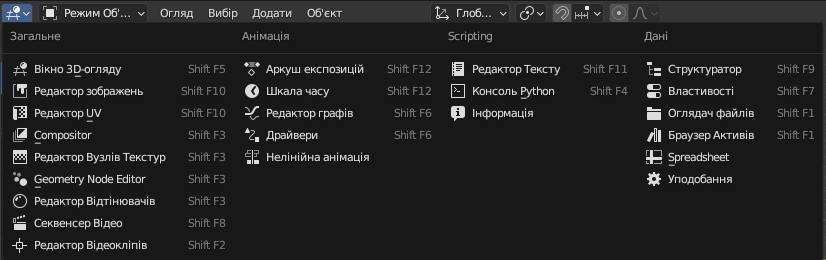 Режим Об'... Огляд Вибір Додати Об'єкт Глоб...
Загальне
Вікно 3D-огляду Shift F5
Редактор зображень Shift F10
Редактор UV Shift F10
Compositor Shift F3
Редактор Вузлів Текстур Shift F3
Geometry Node Editor Shift F3
Редактор Відтінювачів Shift F3
Секвенсер Відео Shift F8
Редактор Відеокліпів Shift F2
Анімація
Аркуш експозицій Shift F12
Шкала часу Shift F12
Редактор графів Shift F6
Драйвери Shift F6
Нелінійна анімація
Scripting
Редактор Тексту Shift F11
Консоль Python Shift F4
Інформація
Дані
Структуратор Shift F9
Властивості Shift F7
Оглядач файлів Shift F1
Браузер Активів Shift F1
Spreadsheet
Уподобання